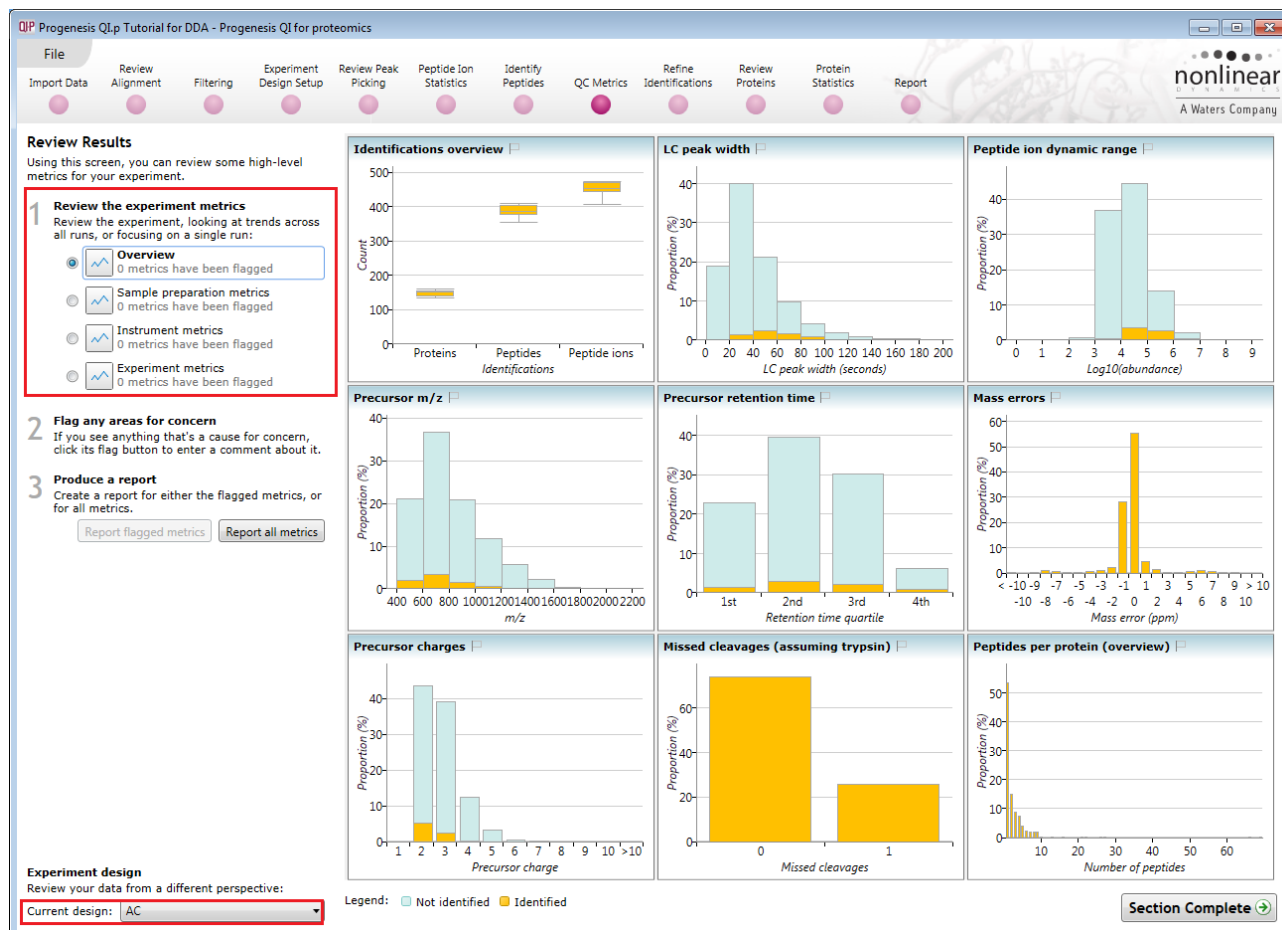 Progenesis QI.p Tutorial for DDA - Progenesis QI for proteomics
File
Import Data
Review Alignment
Filtering
Experiment Design Setup
Review Peak Picking
Peptide Ion Statistics
Identify Peptides
QC Metrics
Refine Identifications
Review Proteins
Protein Statistics
Report
nonlinear
DYNAMICS
A Waters Company
Review Results
Using this screen, you can review some high-level
metrics for your experiment.
1 Review the experiment metrics
Review the experiment, looking at trends across
all runs, or focusing on a single run:
Overview
0 metrics have been flagged
Sample preparation metrics
0 metrics have been flagged
Instrument metrics
0 metrics have been flagged
Experiment metrics
0 metrics have been flagged
2 Flag any areas for concern
If you see anything that's a cause for concern,
click its flag button to enter a comment about it.
3 Produce a report
Create a report for either the flagged metrics, or
for all metrics.
Report flagged metrics Report all metrics
Experiment design
Review your data from a different perspective:
Current design: AC
Identifications overview
Count
500
400
300
200
100
0
Proteins Peptides Peptide ions
Identifications
LC peak width
Proportion (%)
40
30
20
10
0
0 20 40 60 80 100 120 140 160 180 200
LC peak width (seconds)
Peptide ion dynamic range
Proportion (%)
40
30
20
10
0
0 1 2 3 4 5 6 7 8 9
Log10(abundance)
Precursor m/z
Proportion (%)
40
30
20
10
0
400 600 800 1000 1200 1400 1600 1800 2000 2200
m/z
Precursor retention time
Proportion (%)
40
30
20
10
0
1st 2nd 3rd 4th
Retention time quartile
Mass errors
Proportion (%)
60
50
40
30
20
10
0
< -10 -9 -7 -5 -3 -1 1 3 5 7 9 > 10
-10 -8 -6 -4 -2 0 2 4 6 8 10
Mass error (ppm)
Precursor charges
Proportion (%)
40
30
20
10
0
1 2 3 4 5 6 7 8 9 10 >10
Precursor charge
Missed cleavages (assuming trypsin)
Proportion (%)
60
40
20
0
0 1
Missed cleavages
Peptides per protein (overview)
Proportion (%)
50
40
30
20
10
0
10 20 30 40 50 60
Number of peptides
Legend: Not identified Identified
Section Complete